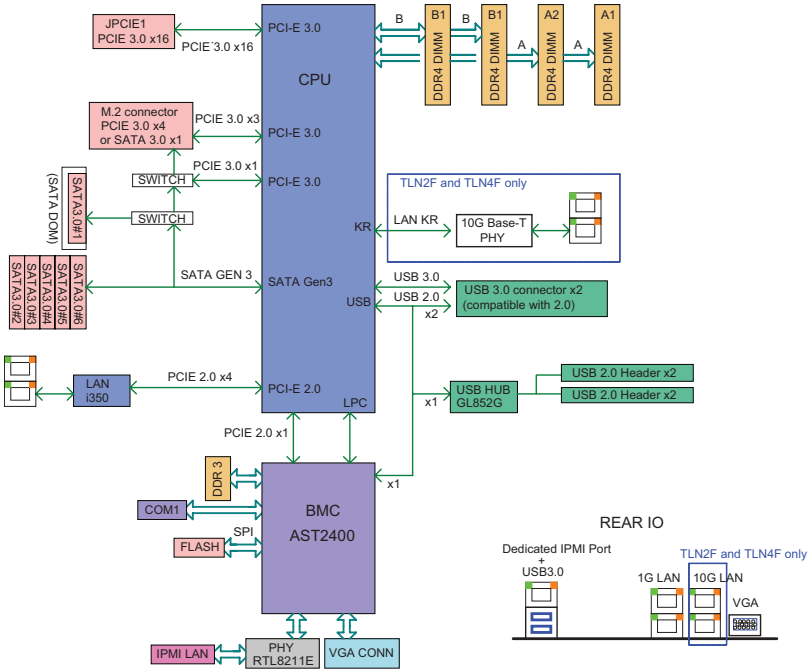 JPCIE1
PCIE 3.0 x16
PCIE 3.0 x16
PCI-E 3.0
CPU
B
B
A
A
B1
DDR4 DIMM
B1
DDR4 DIMM
A2
DDR4 DIMM
A1
DDR4 DIMM
M.2 connector
PCIE 3.0 x4
or SATA 3.0 x1
PCIE 3.0 x3
PCI-E 3.0
PCIE 3.0 x1
PCI-E 3.0
SWITCH
SWITCH
SATA3.0#1
(SATA DOM)
TLN2F and TLN4F only
KR
LAN KR
10G Base-T
PHY
SATA3.0#2
SATA3.0#3
SATA3.0#4
SATA3.0#5
SATA3.0#6
SATA GEN 3
SATA Gen3
USB
USB 3.0
USB 2.0
x2
USB 3.0 connector x2
(compatible with 2.0)
LAN
i350
PCIE 2.0 x4
PCI-E 2.0
LPC
x1
USB HUB
GL852G
USB 2.0 Header x2
USB 2.0 Header x2
PCIE 2.0 x1
x1
DDR 3
COM1
SPI
FLASH
BMC
AST2400
IPMI LAN
PHY
RTL8211E
VGA CONN
REAR IO
Dedicated IPMI Port
+
USB3.0
TLN2F and TLN4F only
1G LAN
10G LAN
VGA